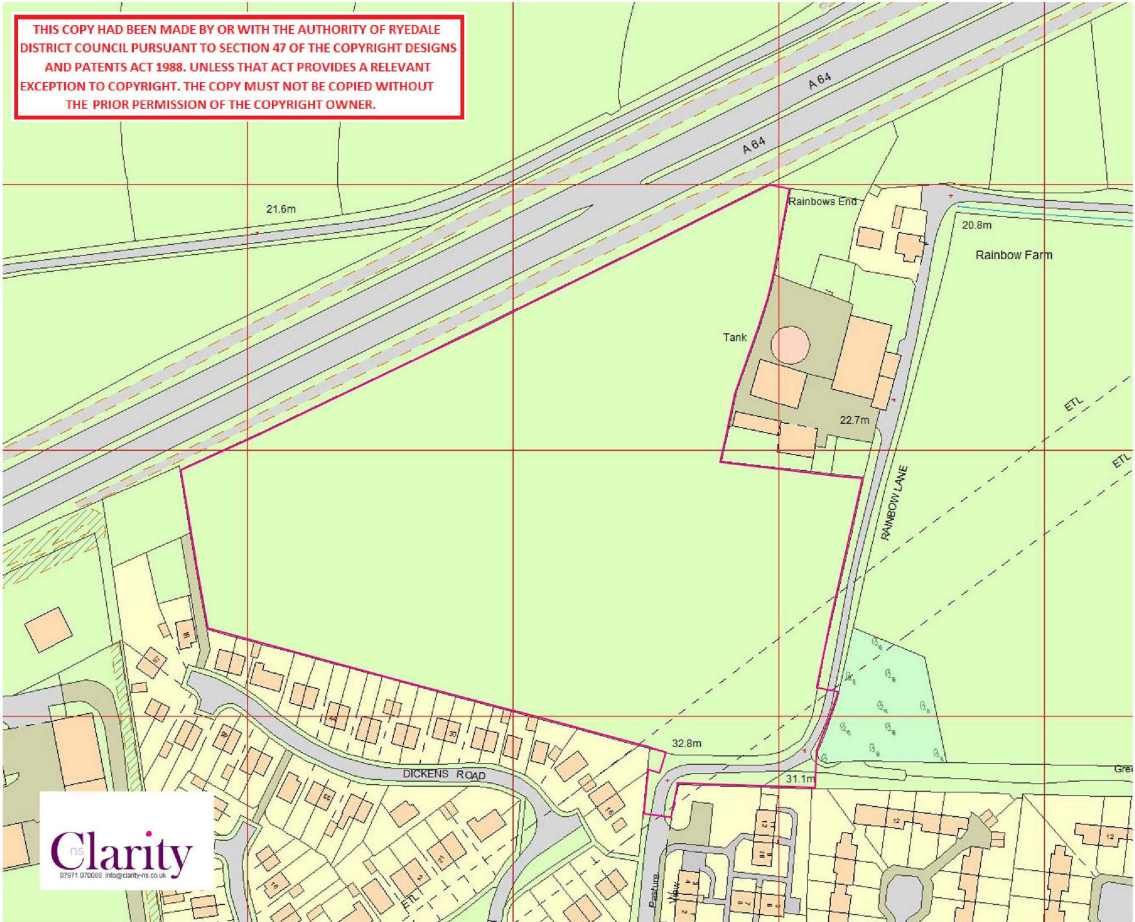 THIS COPY HAD BEEN MADE BY OR WITH THE AUTHORITY OF RYEDALE
DISTRICT COUNCIL PURSUANT TO SECTION 47 OF THE COPYRIGHT DESIGNS
AND PATENTS ACT 1988. UNLESS THAT ACT PROVIDES A RELEVANT
EXCEPTION TO COPYRIGHT. THE COPY MUST NOT BE COPIED WITHOUT
THE PRIOR PERMISSION OF THE COPYRIGHT OWNER.
A 64
A 64
21.6m
Rainbows End
20.8m
Rainbow Farm
Tank
22.7m
ETL
ETL
RAINBOW LANE
32.8m
31.1m
DICKENS ROAD
Pasture
View
12
12
12
ETL
Clarity
ns
07971 070088 info@clarity-ns.co.uk